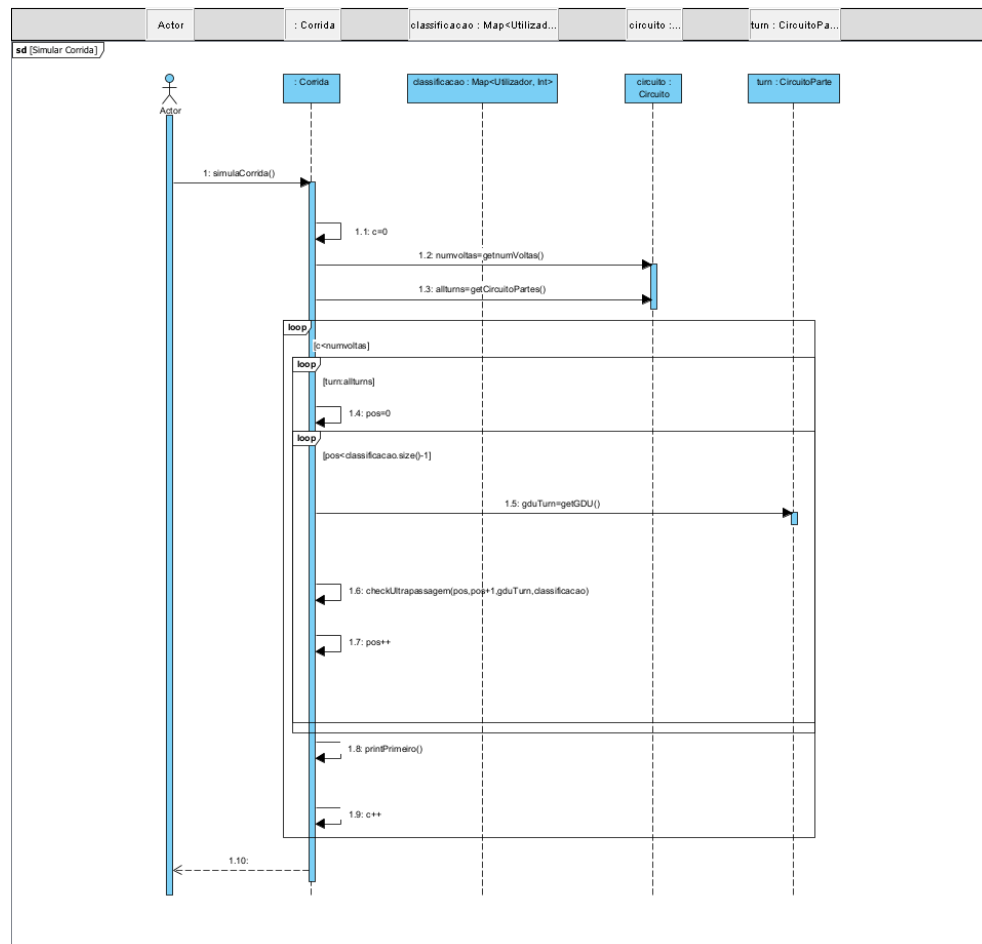 Actor
: Corrida
classificacao : Map<Utilizad...
circuito :...
turn : CircuitoPa...
sd [Simular Corrida]
: Corrida
classificacao : Map<Utilizador, Int>
circuito :
Circuito
turn : CircuitoParte
Actor
1: simulaCorrida()
1.1: c=0
1.2: numvoltas=getnumVoltas()
1.3: allturns=getCircuitoPartes()
loop
[c<numvoltas]
loop
[turn:allturns]
1.4: pos=0
loop
[pos<classificacao.size()-1]
1.5: gduTurn=getGDU()
1.6: checkUltrapassagem(pos,pos+1,gduTurn,classificacao)
1.7: pos++
1.8: printPrimeiro()
1.9: c++
1.10: